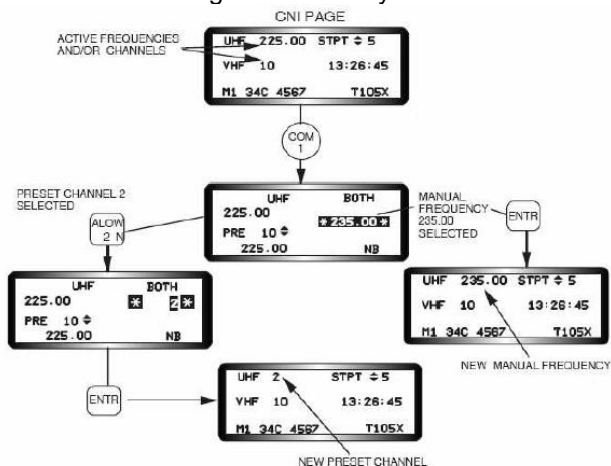 CNI PAGE
ACTIVE FREQUENCIES
AND/OR CHANNELS
UHF 225.00 STPT ≑ 5
VHF 10 13:26:45
M1 34C 4567 T105X
COM
1
PRESET CHANNEL 2
SELECTED
ALOW
2 N
UHF BOTH
225.00
*235.00*
PRE 10 ≑
225.00 NB
MANUAL
FREQUENCY
235.00
SELECTED
ENTR
UHF BOTH
225.00 * 2*
PRE 10 ≑
225.00 NB
UHF 235.00 STPT ≑ 5
VHF 10 13:26:45
M1 34C 4567 T105X
NEW MANUAL FREQUENCY
ENTR
UHF 2 STPT ≑ 5
VHF 10 13:26:45
M1 34C 4567 T105X
NEW PRESET CHANNEL